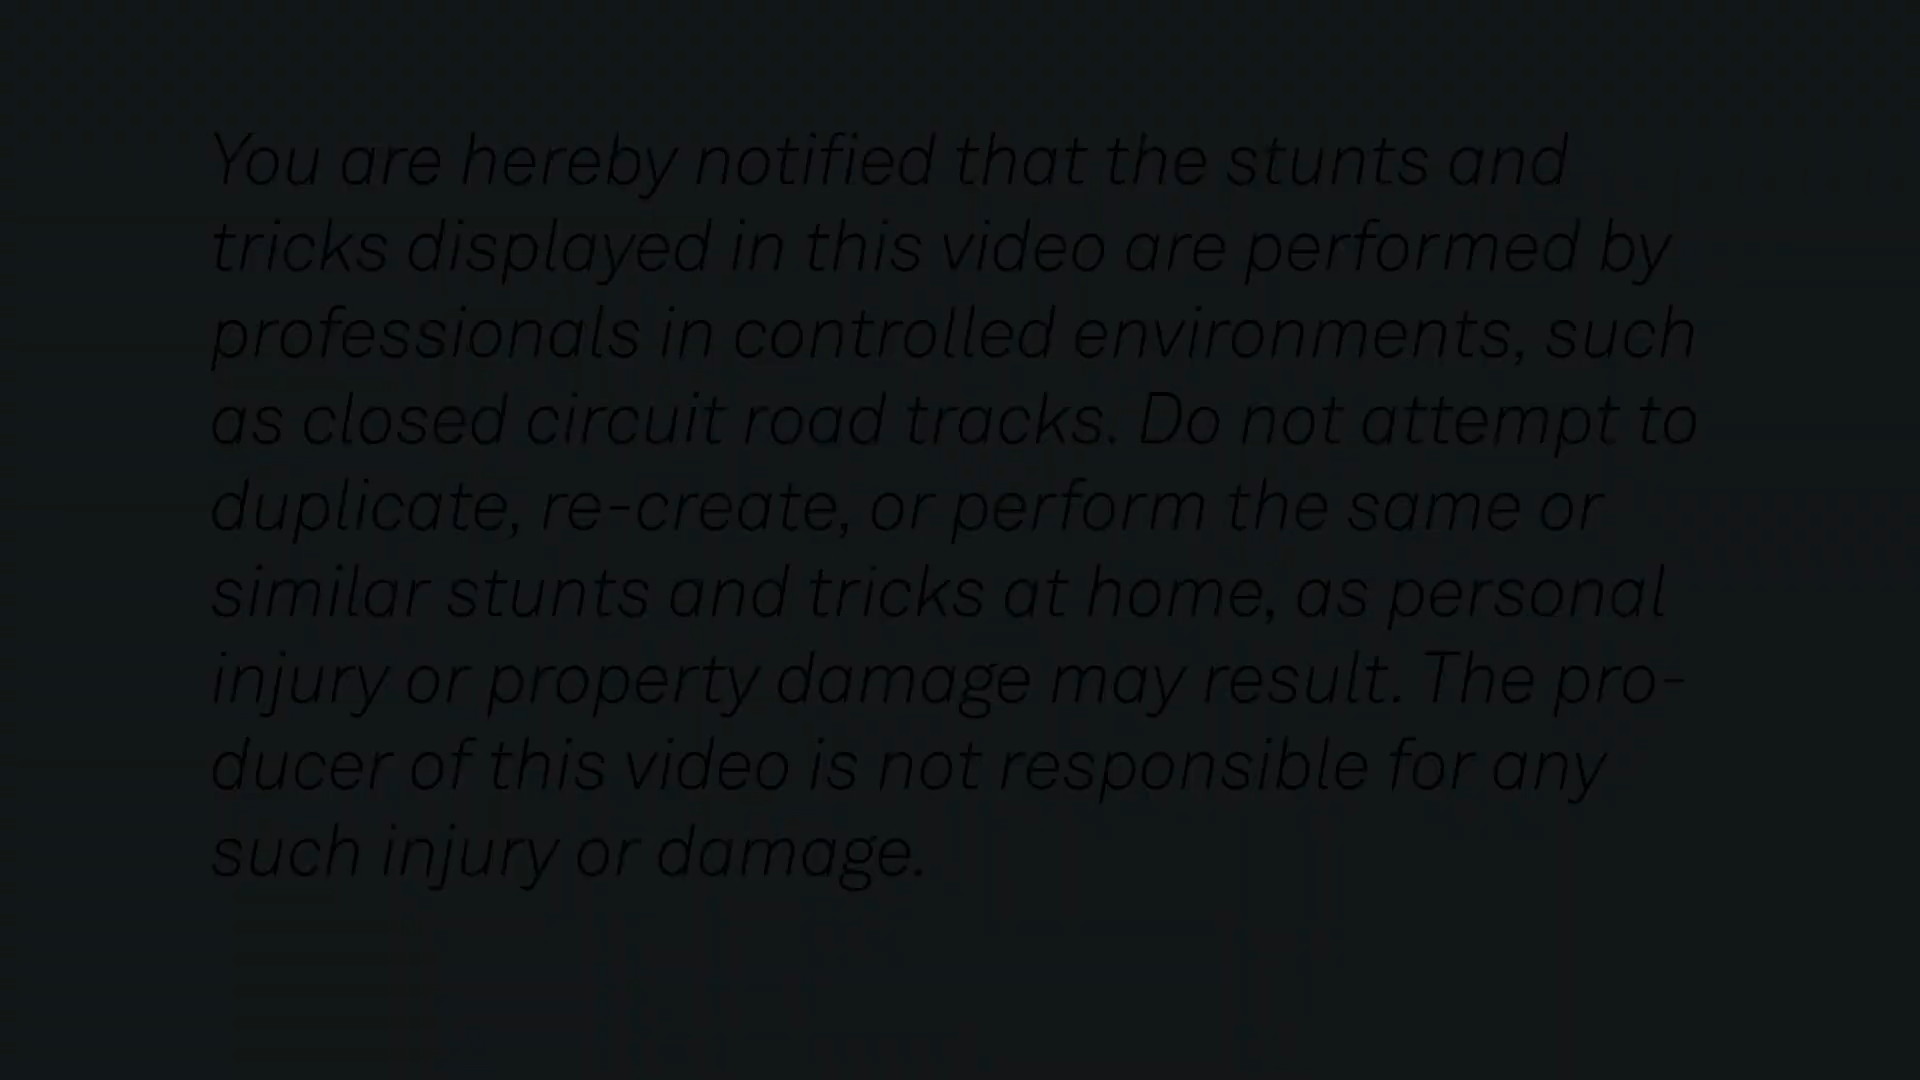 You are hereby notified that the stunts and
tricks displayed in this video are performed by
professionals in controlled environments, such
as closed circuit road tracks. Do not attempt to
duplicate, re-create, or perform the same or
similar stunts and tricks at home, as personal
injury or property damage may result. The pro-
ducer of this video is not responsible for any
such injury or damage.